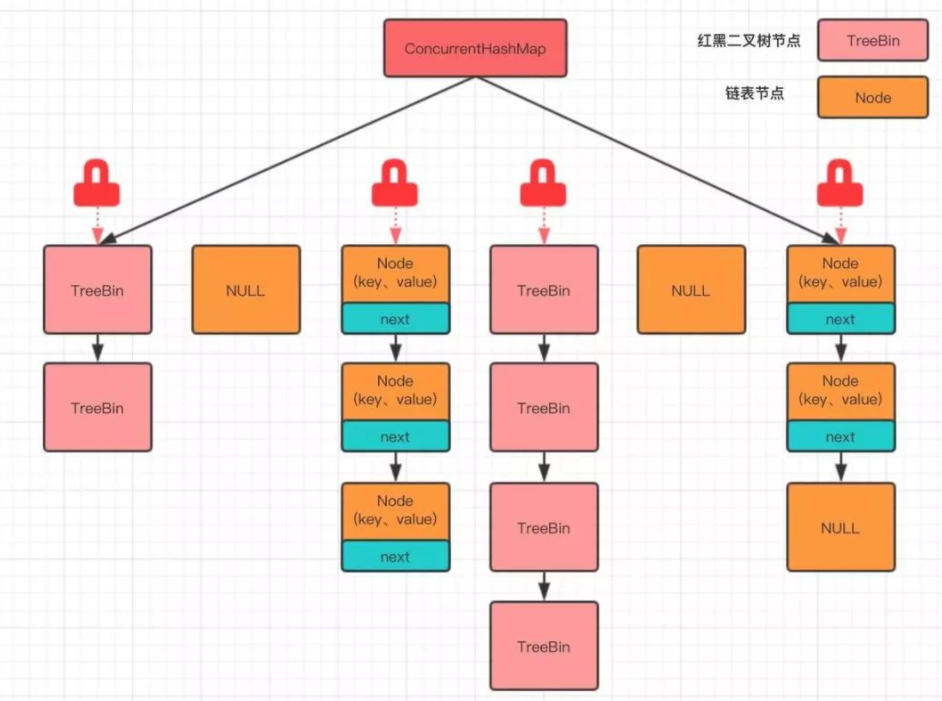 ConcurrentHashMap
红黑二叉树节点
TreeBin
链表节点
Node
TreeBin
NULL
Node
(key、value)
next
TreeBin
NULL
Node
(key、value)
next
TreeBin
Node
(key、value)
next
TreeBin
Node
(key、value)
next
Node
(key、value)
next
TreeBin
NULL
TreeBin